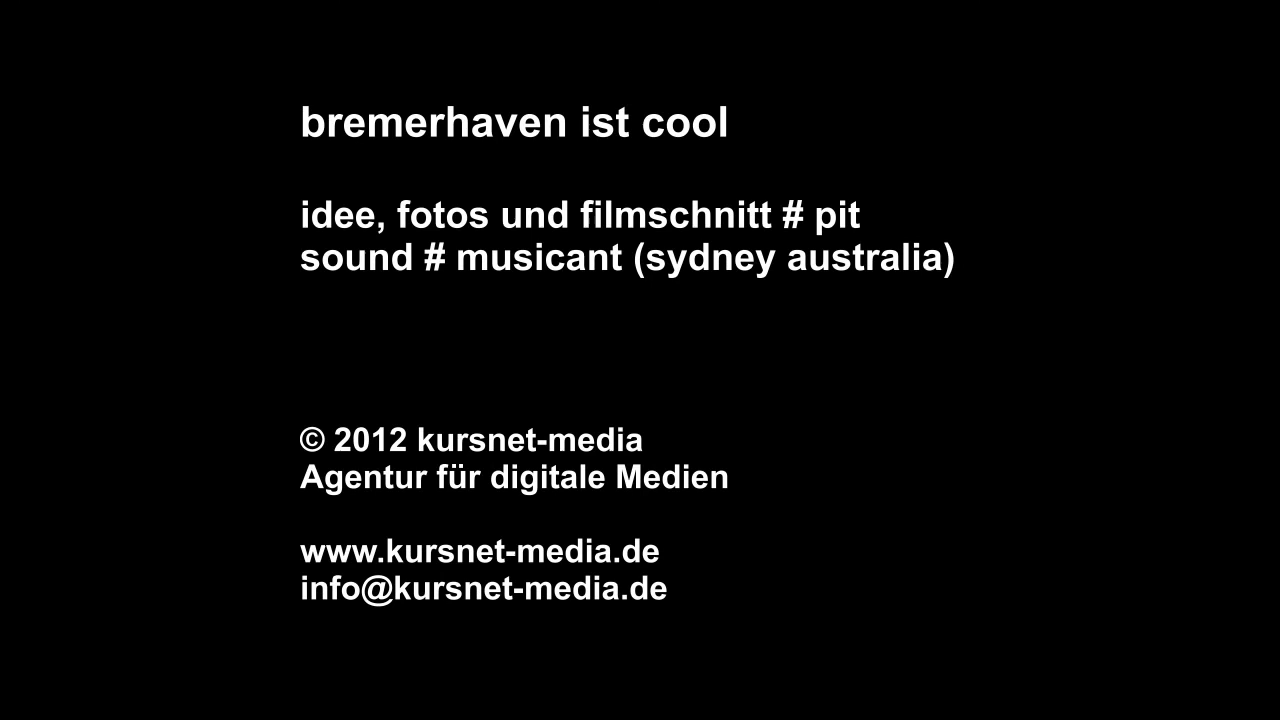 bremerhaven ist cool
idee, fotos und filmschnitt # pit
sound # musicant (sydney australia)
© 2012 kursnet-media
Agentur für digitale Medien
www.kursnet-media.de
info@kursnet-media.de